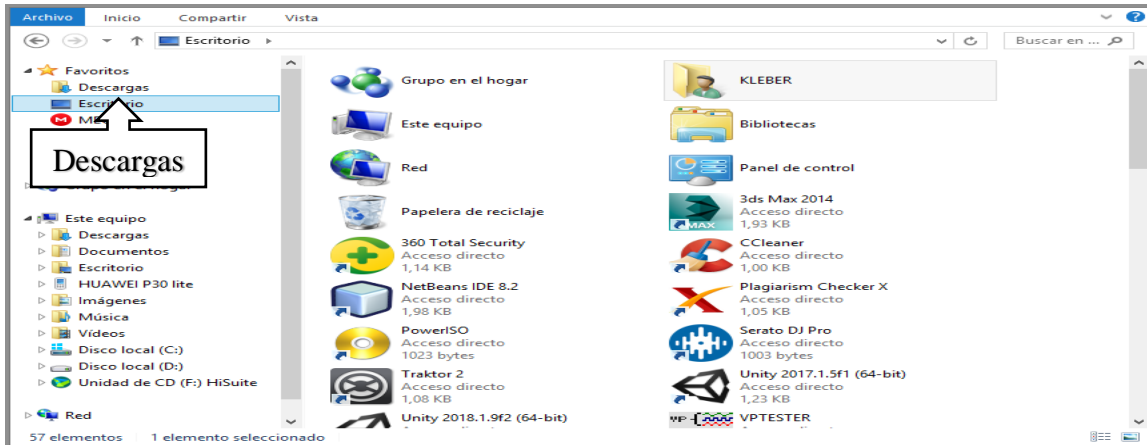 Archivo Inicio Compartir Vista
Escritorio
Buscar en ...
Favoritos
Descargas
Escritorio
Descargas
Este equipo
Descargas
Documentos
Escritorio
HUAWEI P30 lite
Imágenes
Música
Vídeos
Disco local (C:)
Disco local (D:)
Unidad de CD (F:) HiSuite
Red
Grupo en el hogar
KLEBER
Este equipo
Bibliotecas
Red
Panel de control
Papelera de reciclaje
3ds Max 2014
Acceso directo
1,93 KB
MAX
360 Total Security
Acceso directo
1,14 KB
CCleaner
Acceso directo
1,00 KB
NetBeans IDE 8.2
Acceso directo
1,98 KB
Plagiarism Checker X
Acceso directo
1,05 KB
PowerISO
Acceso directo
1023 bytes
Serato DJ Pro
Acceso directo
1003 bytes
Traktor 2
Acceso directo
1,08 KB
Unity 2017.1.5f1 (64-bit)
Acceso directo
1,23 KB
Unity 2018.1.9f2 (64-bit)
VPTESTER
57 elementos 1 elemento seleccionado